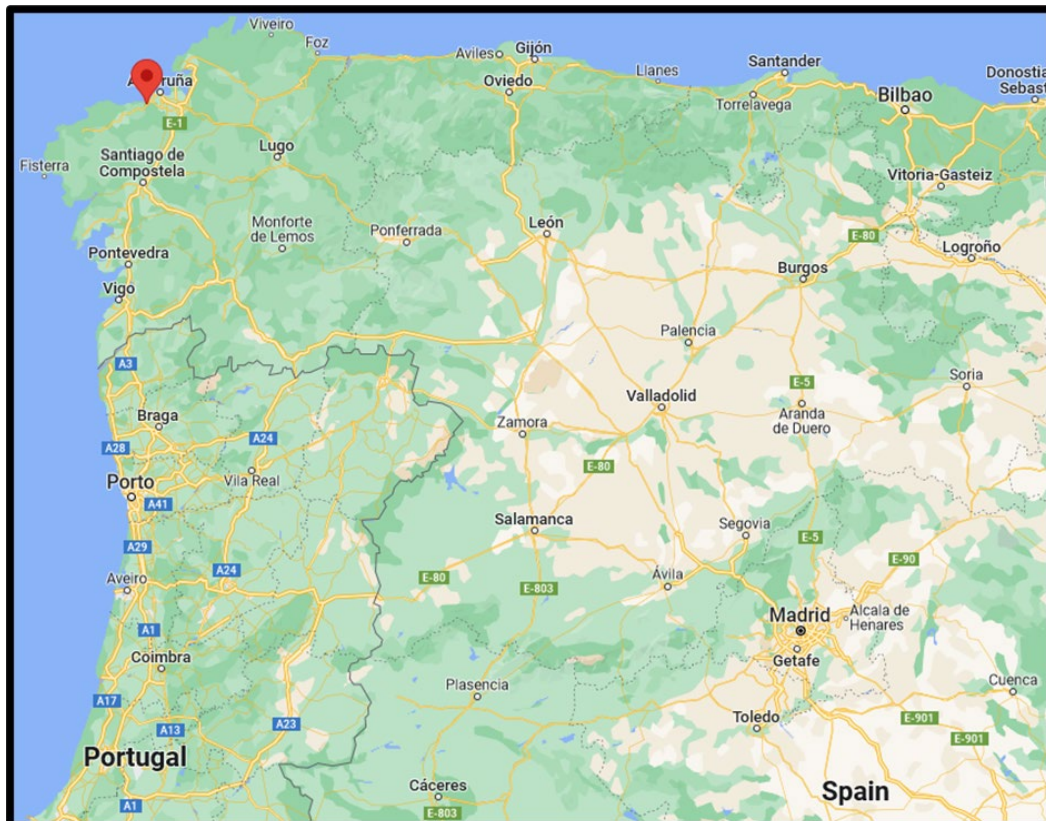 Viveiro
Foz
Aviles
Gijón
Santander
Donostia
Sebast
A
ruña
Oviedo
Llanes
Torrelavega
Bilbao
E-1
Santiago de
Compostela
Lugo
Fisterra
Vitoria-Gasteiz
Monforte
de Lemos
Ponferrada
León
E-80
Logroño
Pontevedra
Burgos
Vigo
Palencia
A3
Soria
E-5
Valladolid
Aranda
de Duero
Braga
Zamora
A28
A24
E-80
Vila Real
Porto
A41
Salamanca
Segovia
E-5
A29
E-90
Aveiro
A24
E-80
E-803
Ávila
Madrid
Alcala de
Henares
A1
Coimbra
Getafe
Plasencia
Cuenca
A17
A23
A13
Toledo
E-901
E-901
Portugal
Cáceres
Spain
A1
E-803